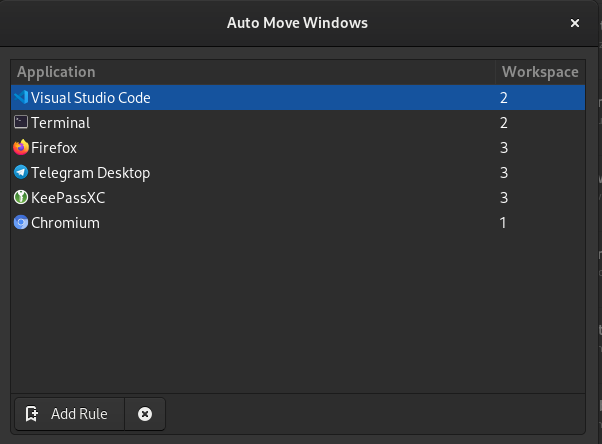 Auto Move Windows
Application Workspace
Visual Studio Code 2
Terminal 2
Firefox 3
Telegram Desktop 3
KeePassXC 3
Chromium 1
Add Rule